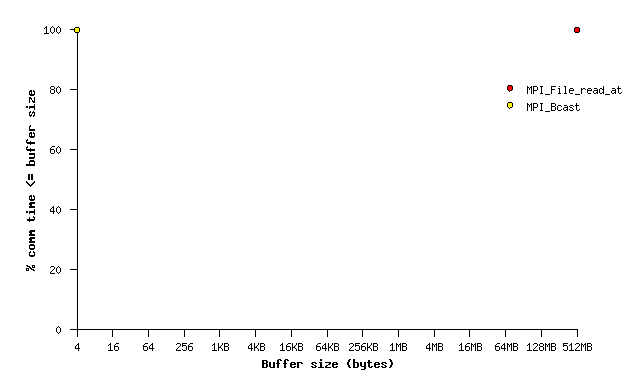 100
80
60
40
20
0
% comm time <= buffer size
MPI_File_read_at
MPI_Bcast
4 16 64 256 1KB 4KB 16KB 64KB 256KB 1MB 4MB 16MB 64MB 128MB 512MB
Buffer size (bytes)